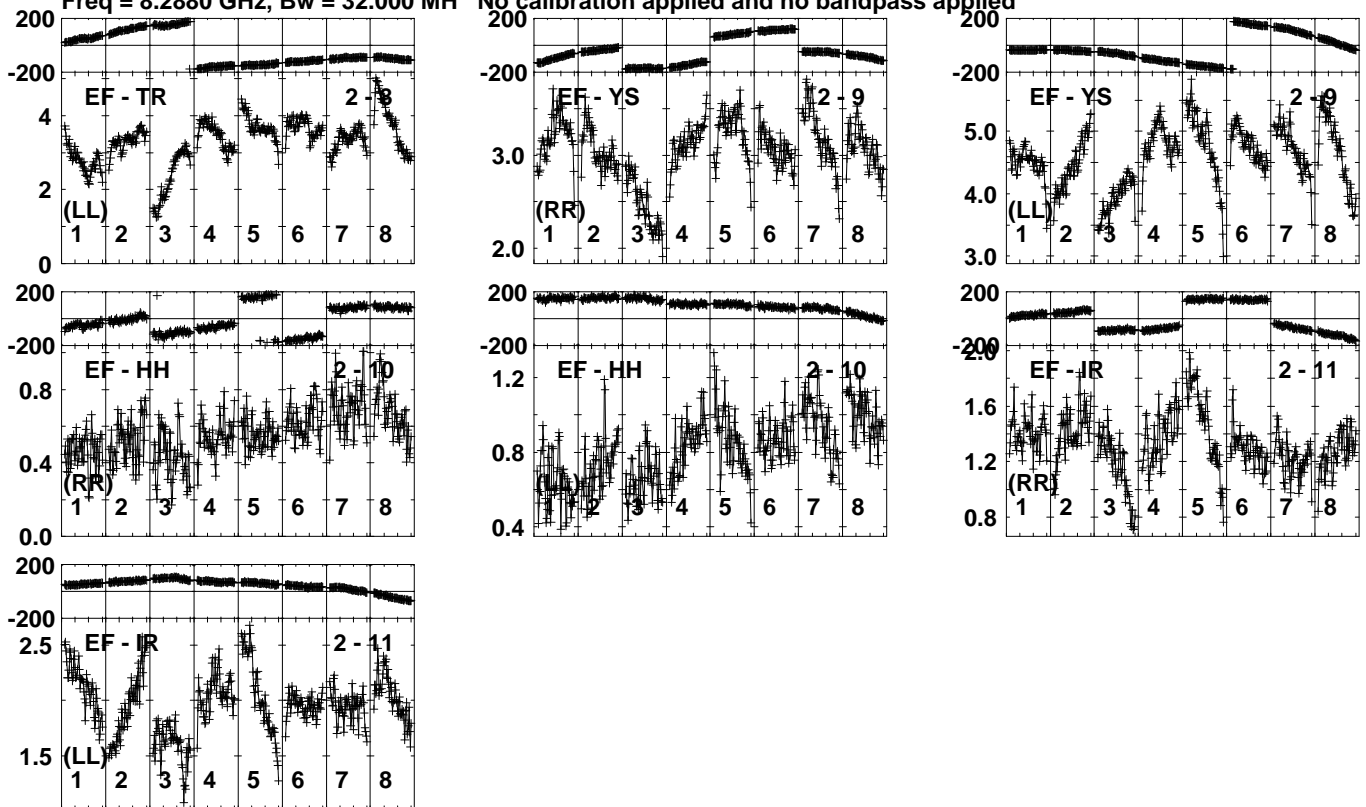 Freq = 8.2880 GHz, Bw = 32.000 MH No calibration applied and no bandpass applied
200
-200
EF - TR 2 - 8
4
2
0
(LL)
1 2 3 4 5 6 7 8
200
-200
EF - YS 2 - 9
3.0
2.0
(RR)
1 2 3 4 5 6 7 8
200
-200
EF - YS 2 - 9
5.0
4.0
3.0
(LL)
1 2 3 4 5 6 7 8
200
-200
EF - HH 2 - 10
0.8
0.4
0.0
(RR)
1 2 3 4 5 6 7 8
200
-200
EF - HH 2 - 10
1.2
0.8
0.4
(LL)
1 2 3 4 5 6 7 8
200
-200
2.0
EF - IR 2 - 11
1.6
1.2
0.8
(RR)
1 2 3 4 5 6 7 8
200
-200
EF - IR 2 - 11
2.5
1.5
(LL)
1 2 3 4 5 6 7 8